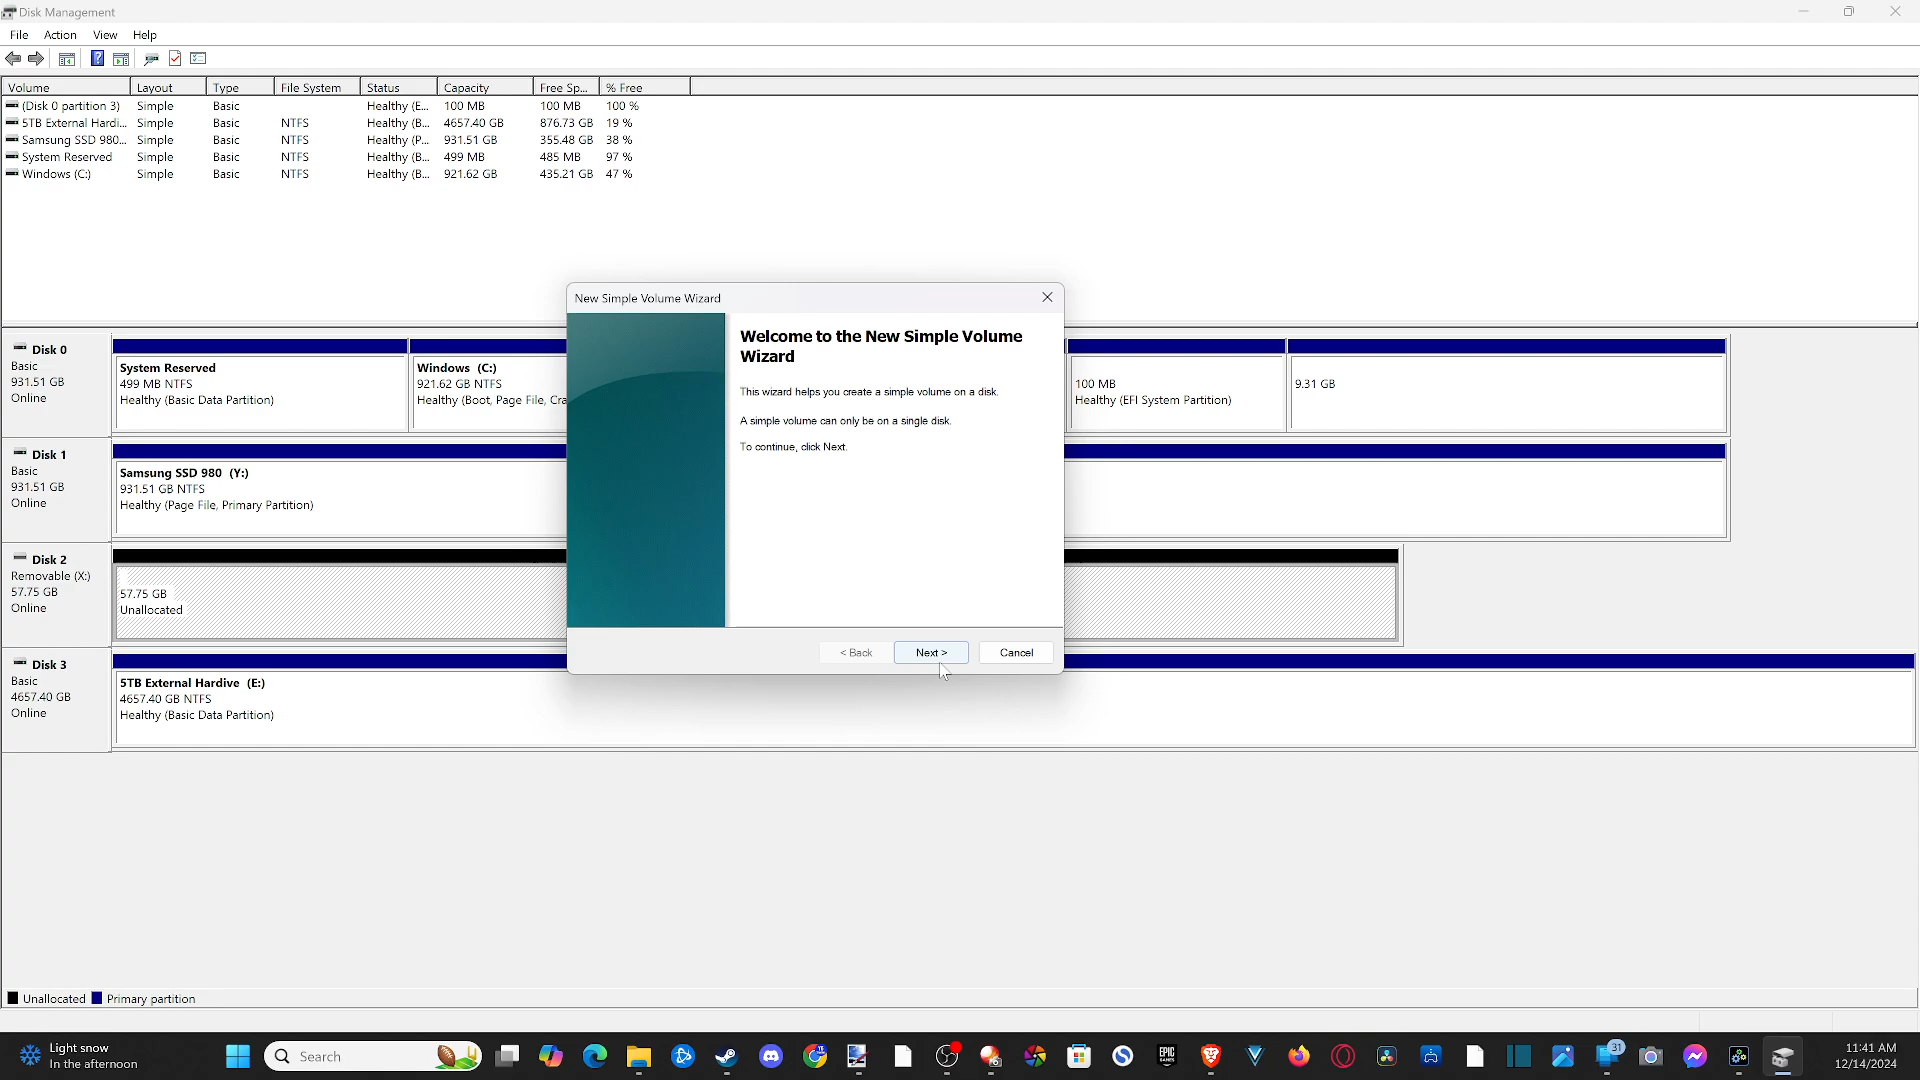 Disk Management
File Action View Help
Volume Layout Type File System Status Capacity Free Sp... % Free
(Disk 0 partition 3) Simple Basic Healthy (E... 100 MB 100 MB 100 %
5TB External Hardi... Simple Basic NTFS Healthy (B... 4657.40 GB 876.73 GB 19 %
Samsung SSD 980... Simple Basic NTFS Healthy (P... 931.51 GB 355.48 GB 38 %
System Reserved Simple Basic NTFS Healthy (B... 499 MB 485 MB 97 %
Windows (C:) Simple Basic NTFS Healthy (B... 921.62 GB 435.21 GB 47 %
New Simple Volume Wizard
Welcome to the New Simple Volume
Wizard
This wizard helps you create a simple volume on a disk.
A simple volume can only be on a single disk.
To continue, click Next.
< Back Next > Cancel
Disk 0
Basic
931.51 GB
Online
System Reserved
499 MB NTFS
Healthy (Basic Data Partition)
Windows (C:)
921.62 GB NTFS
Healthy (Boot, Page File, Cra
100 MB
Healthy (EFI System Partition)
9.31 GB
Disk 1
Basic
931.51 GB
Online
Samsung SSD 980 (Y:)
931.51 GB NTFS
Healthy (Page File, Primary Partition)
Disk 2
Removable (X:)
57.75 GB
Online
57.75 GB
Unallocated
Disk 3
Basic
4657.40 GB
Online
5TB External Hardive (E:)
4657.40 GB NTFS
Healthy (Basic Data Partition)
Unallocated Primary partition
Light snow
In the afternoon
Search
EPIC
GAMES
31
11:41 AM
12/14/2024